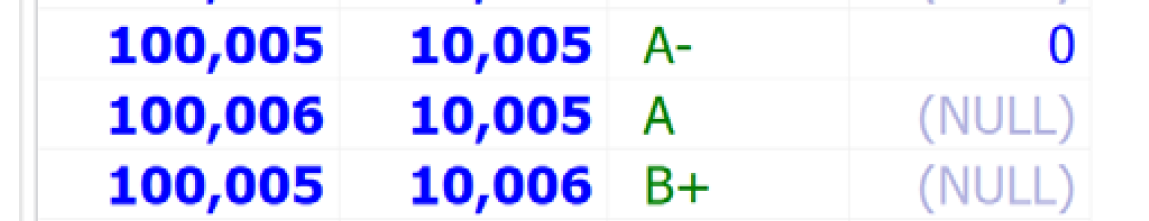 100,005 10,005 A- 0
100,006 10,005 A (NULL)
100,005 10,006 B+ (NULL)